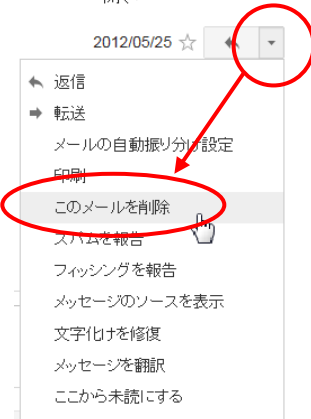 2012/05/25
返信
転送
メールの自動振り分け設定
印刷
このメールを削除
スパムを報告
フィッシングを報告
メッセージのソースを表示
文字化けを修復
メッセージを翻訳
ここから未読にする